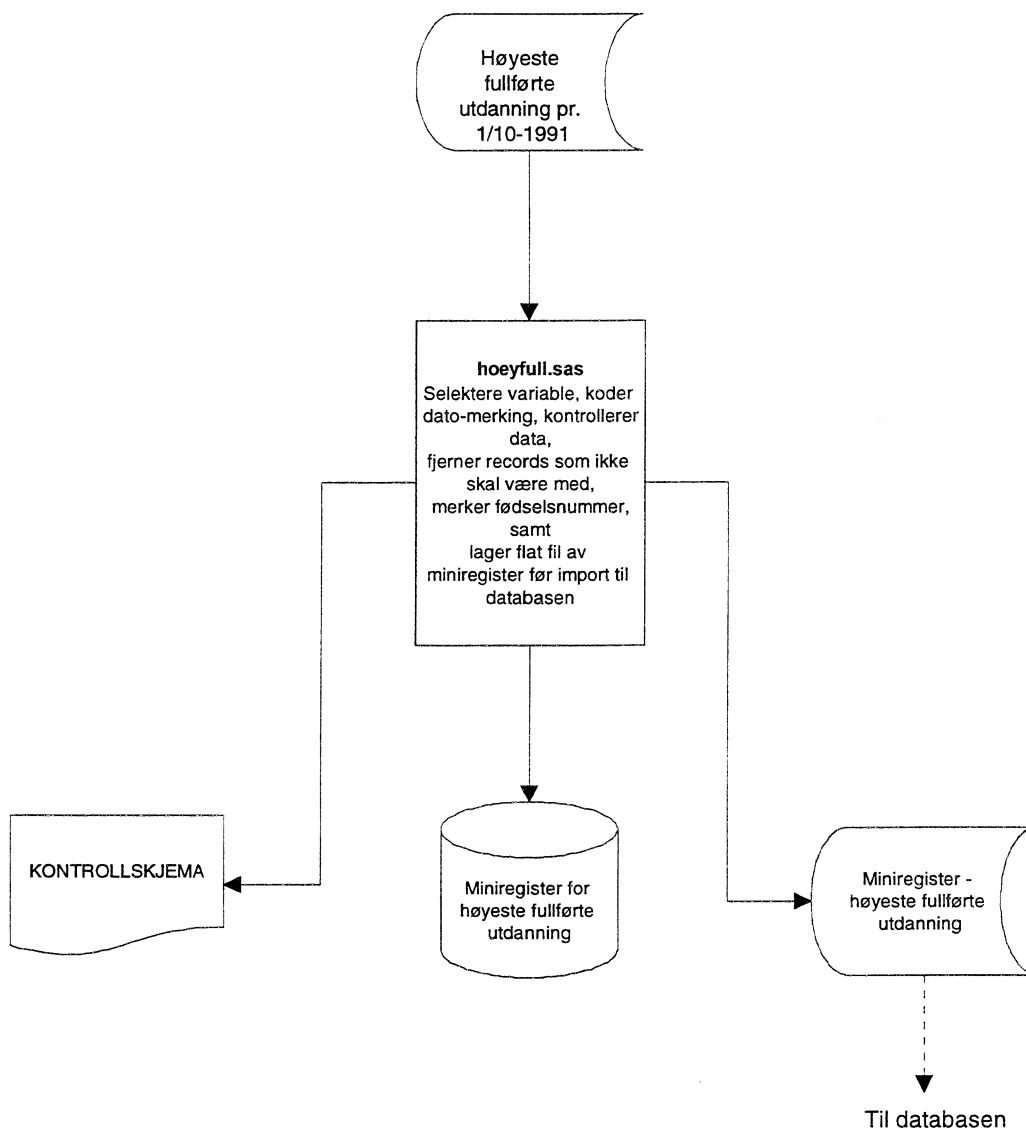 Høyeste
fullførte
utdanning pr.
1/10-1991
hoeyfull.sas
Selektere variable, koder
dato-merking, kontrollerer
data,
fjerner records som ikke
skal være med,
merker fødselsnummer,
samt
lager flat fil av
miniregister før import til
databasen
KONTROLLSKJEMA
Miniregister for
høyeste fullførte
utdanning
Miniregister -
høyeste fullførte
utdanning
Til databasen